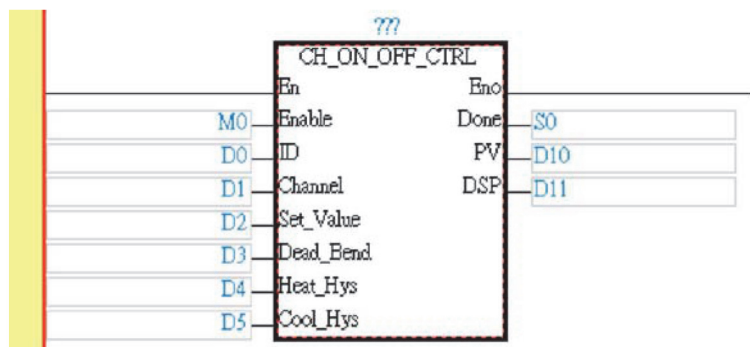 ???
CH_ON_OFF_CTRL
En Eno
M0 Enable Done S0
D0 ID PV D10
D1 Channel DSP D11
D2 Set_Value
D3 Dead_Bend
D4 Heat_Hys
D5 Cool_Hys